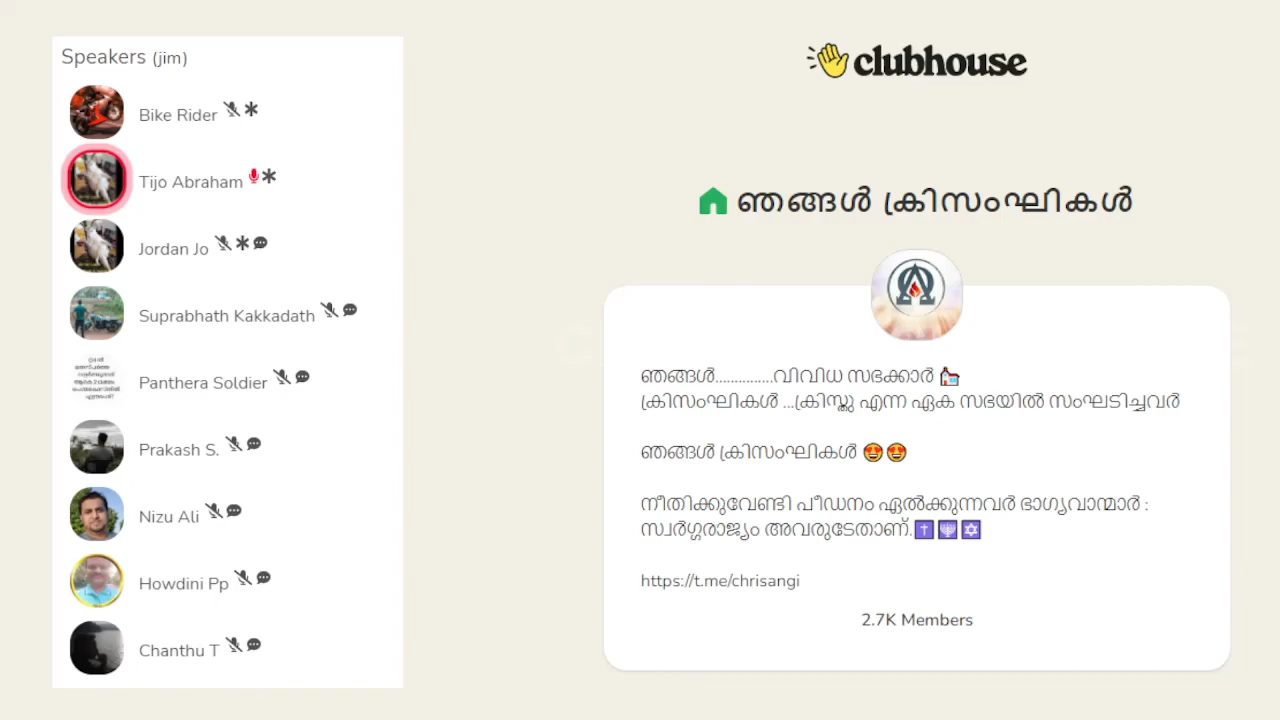 Speakers (jim)
Bike Rider
Tijo Abraham
Jordan Jo
Suprabhath Kakkadath
Panthera Soldier
Prakash S.
Nizu Ali
Howdini Pp
Chanthu T
clubhouse
ഞങ്ങൾ ക്രിസംഘികൾ
ഞങ്ങൾ...............വിവിധ സഭക്കാർ
ക്രിസംഘികൾ ...ക്രിസ്തു എന്ന ഏക സഭയിൽ സംഘടിച്ചവർ
ഞങ്ങൾ ക്രിസംഘികൾ 😍😍
നീതിക്കുവേണ്ടി പീഡനം ഏൽക്കുന്നവർ ഭാഗ്യവാന്മാർ :
സ്വർഗ്ഗരാജ്യം അവരുടേതാണ്.✝️🕎✡️
https://t.me/chrisangi
2.7K Members